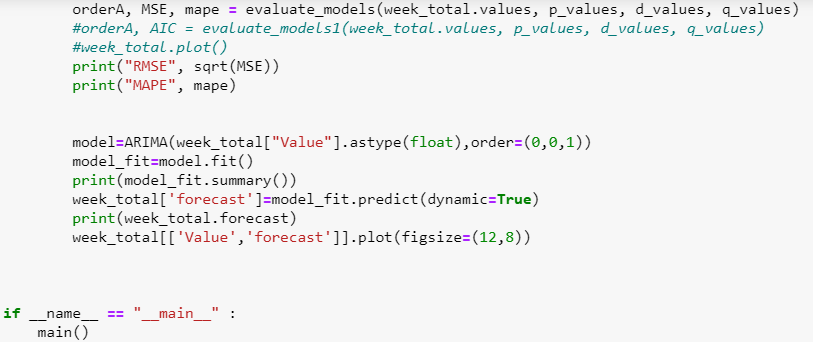 orderA, MSE, mape = evaluate_models(week_total.values, p_values, d_values, q_values)
#orderA, AIC = evaluate_models1(week_total.values, p_values, d_values, q_values)
#week_total.plot()
print("RMSE", sqrt(MSE))
print("MAPE", mape)
model=ARIMA(week_total["Value"].astype(float),order=(0,0,1))
model_fit=model.fit()
print(model_fit.summary())
week_total['forecast']=model_fit.predict(dynamic=True)
print(week_total.forecast)
week_total[['Value','forecast']].plot(figsize=(12,8))
if __name__ == "__main__" :
main()